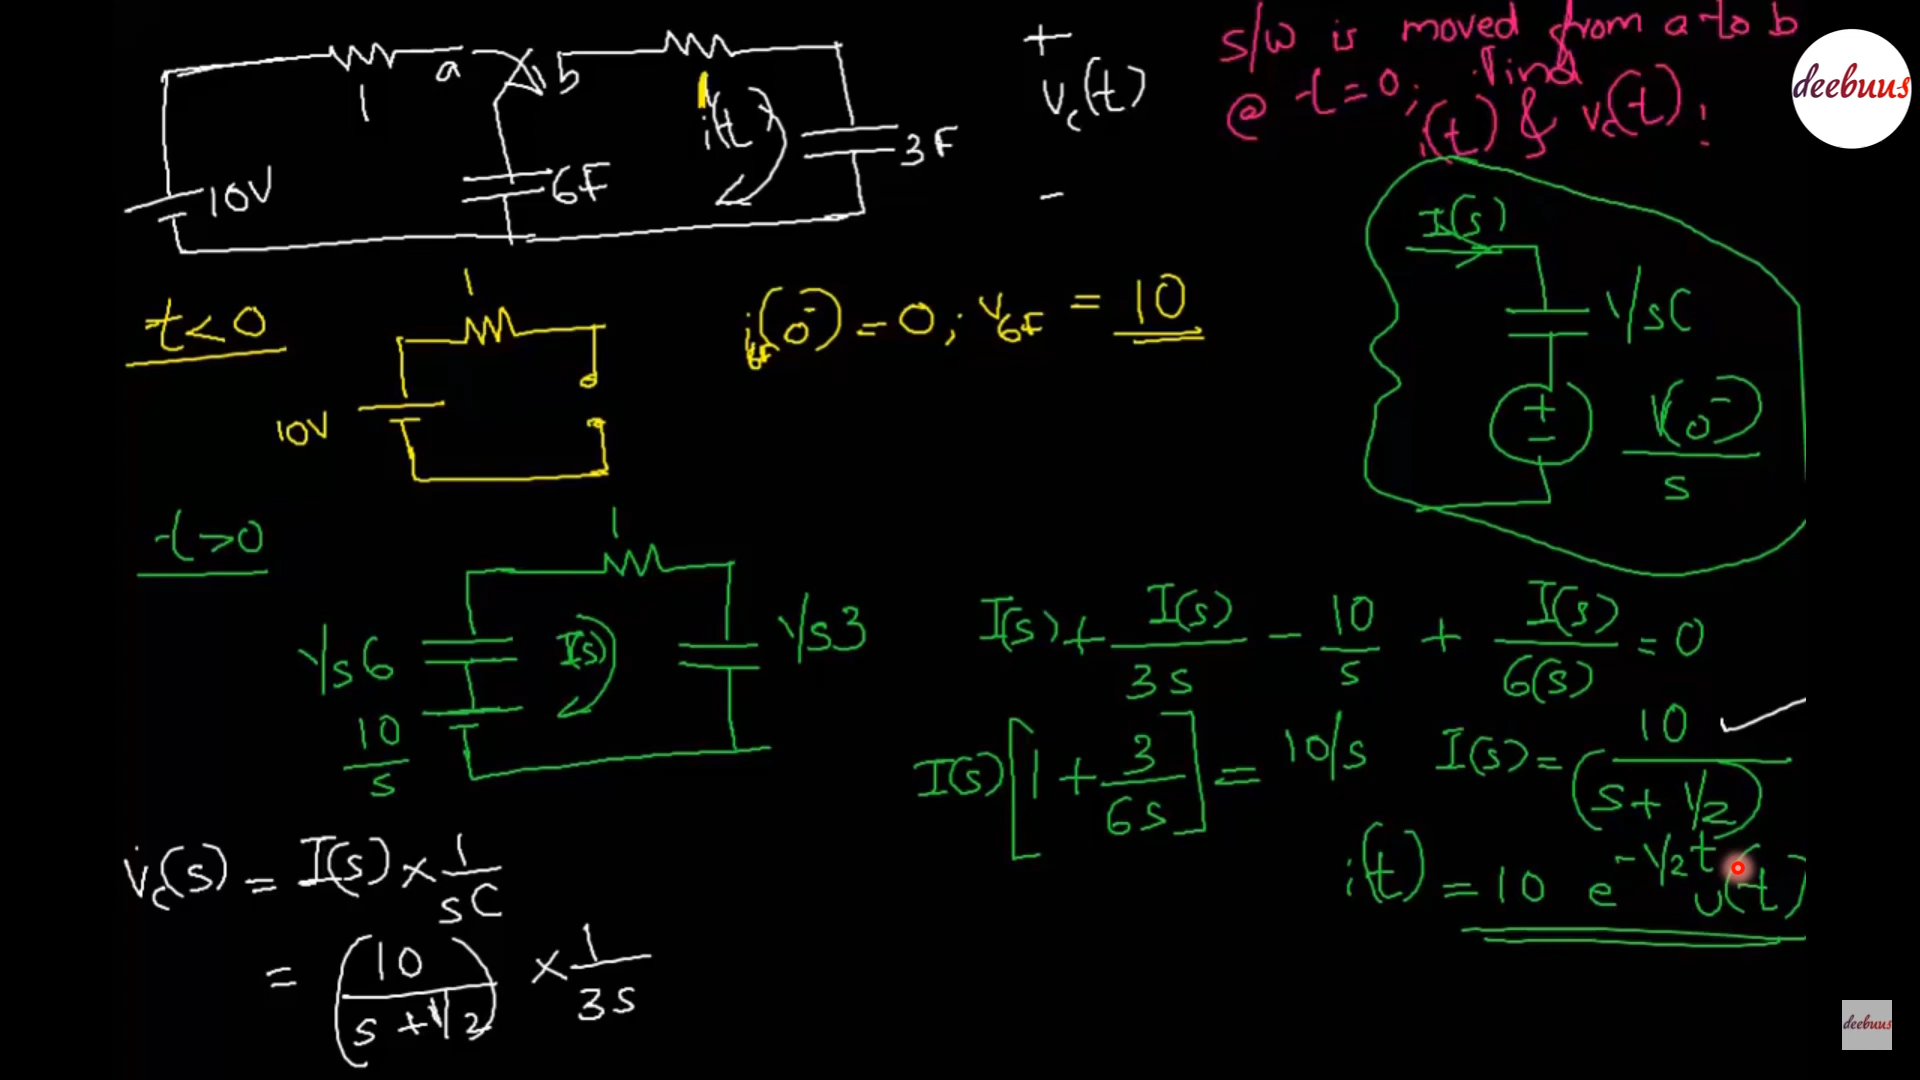 s/w is moved from a to b
@ t=0; find
i(t) & vc(t) !
deebuus
+
vc(t)
-
1
a
b
i(t)
3F
10V
6F
t<0
1
10V
i6F(0-) = 0; v6F = 10
I(s)
1/sC
+
-
V(0-)/s
t>0
1
1/s6
I(s)
1/s3
10/s
I(s) + I(s)/3s - 10/s + I(s)/6(s) = 0
I(s)[1 + 3/6s] = 10/s
I(s) = 10/(s+1/2) ✓
i(t) = 10 e^-1/2t u(t)
vc(s) = I(s) × 1/sC
= (10/(s+1/2)) × 1/3s
deebuus